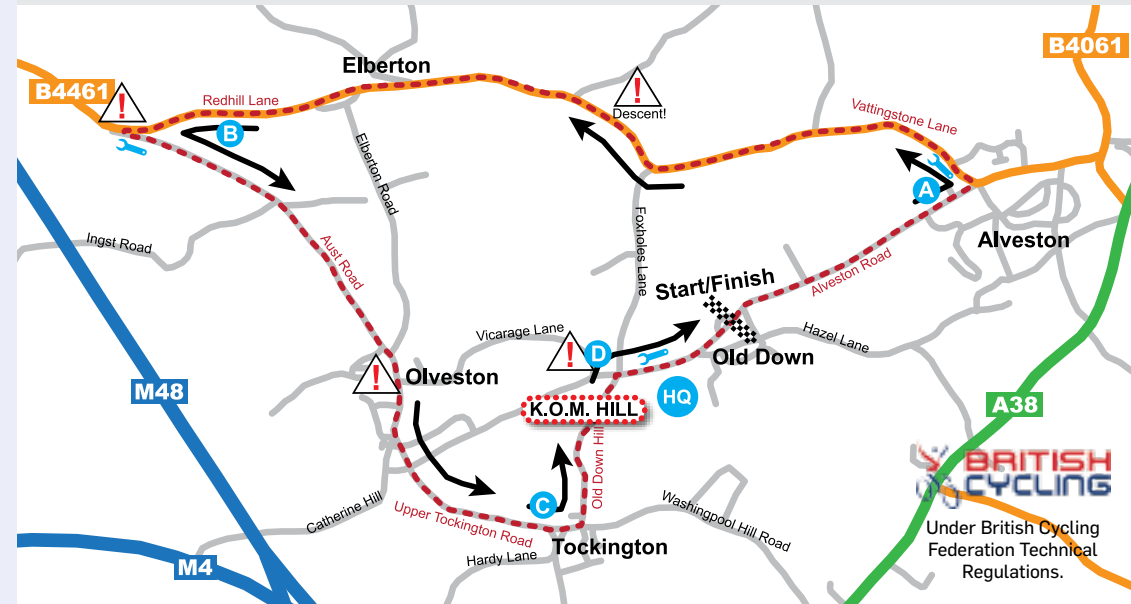 B4061
Elberton
B4461
!
!
Descent!
Redhill Lane
Vattingstone Lane
B
A
Elberton Road
Foxholes Lane
Alveston
Ingst Road
Aust Road
Alveston Road
Start/Finish
Vicarage Lane
Hazel Lane
!
D
Old Down
!
Olveston
M48
HQ
K.O.M. HILL
A38
Old Down Hill
BRITISH
CYCLING
C
Catherine Hill
Upper Tockington Road
Washingpool Hill Road
Under British Cycling
Federation Technical
Regulations.
Tockington
Hardy Lane
M4